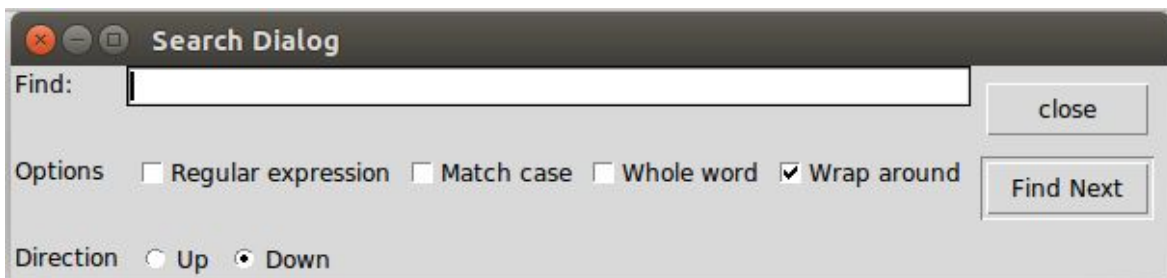 Search Dialog
Find:
close
Options Regular expression Match case Whole word Wrap around
Find Next
Direction Up Down